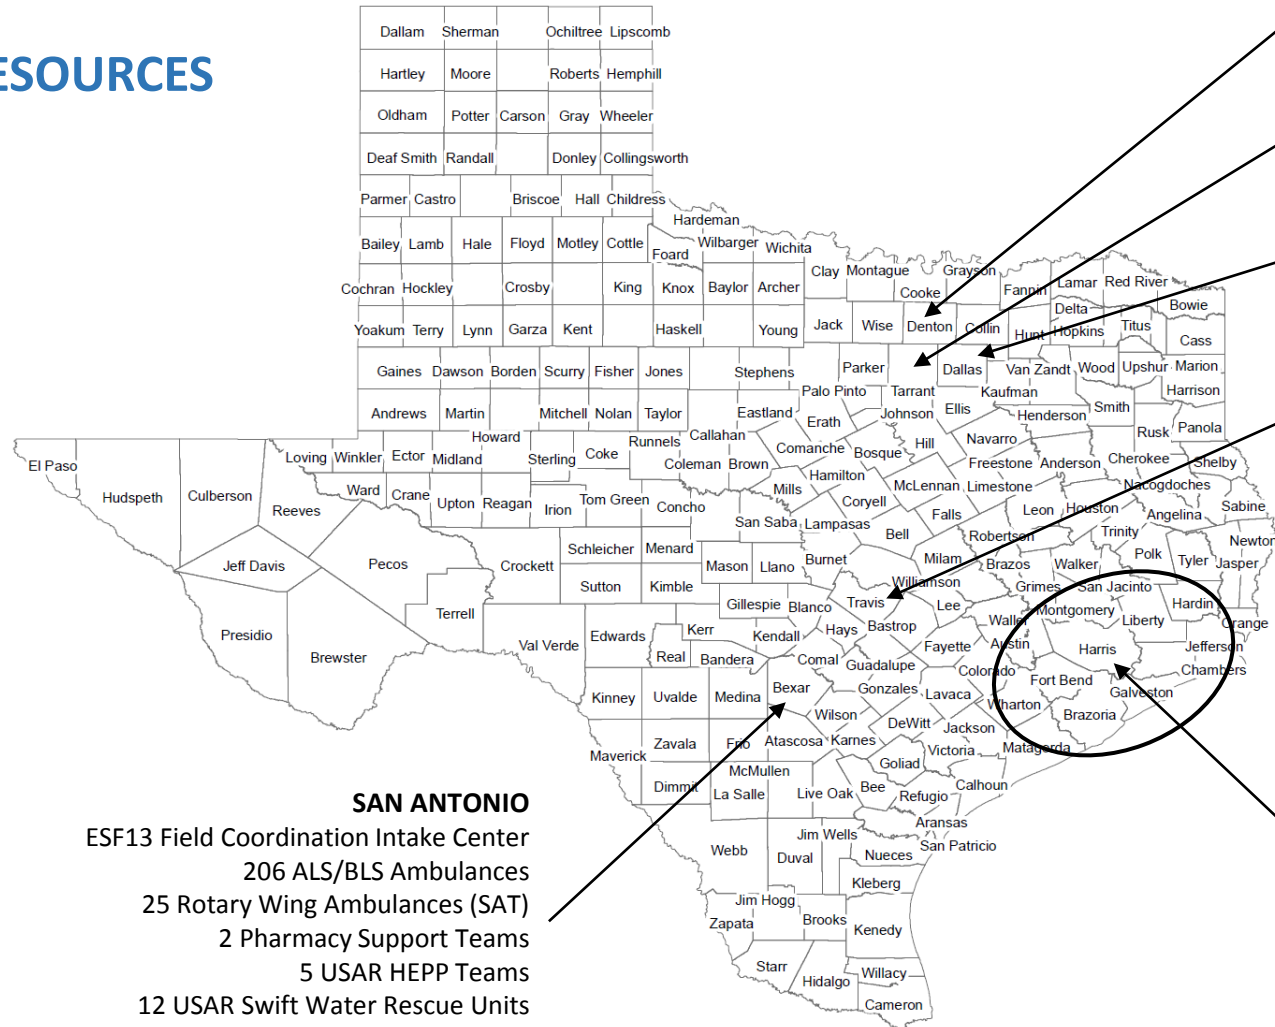 ESOURCES
Dallam Sherman Ochiltree Lipscomb
Hartley Moore Roberts Hemphill
Oldham Potter Carson Gray Wheeler
Deaf Smith Randall Donley Collingsworth
Parmer Castro Briscoe Hall Childress
Hardeman
Bailey Lamb Hale Floyd Motley Cottle Foard Wilbarger Wichita
Clay Montague Cooke Grayson Fannin Lamar Red River
Cochran Hockley Crosby King Knox Baylor Archer
Delta Bowie
Yoakum Terry Lynn Garza Kent Haskell Young Jack Wise Denton Collin Hunt Hopkins Titus Cass
Gaines Dawson Borden Scurry Fisher Jones Stephens Parker Dallas Van Zandt Wood Upshur Marion
Palo Pinto Tarrant Kaufman Harrison
Andrews Martin Mitchell Nolan Taylor Eastland Erath Johnson Ellis Henderson Smith
Rusk Panola
El Paso Hudspeth Culberson Loving Winkler Ector Midland Howard Sterling Coke Runnels Callahan Coleman Brown Comanche Bosque Hill Navarro
Hamilton Freestone Anderson Cherokee Shelby
Reeves Ward Crane Upton Reagan Irion Tom Green Concho Mills Coryell McLennan Limestone Nacogdoches
San Saba Lampasas Bell Falls Leon Houston Angelina Sabine
Robertson Trinity Newton
Jeff Davis Pecos Crockett Schleicher Menard Mason Llano Burnet Milam Brazos Walker Polk Tyler Jasper
Sutton Kimble Williamson Grimes San Jacinto
Presidio Brewster Terrell Gillespie Blanco Travis Lee Montgomery Liberty Hardin
Val Verde Edwards Kerr Kendall Hays Bastrop Waller Orange
Real Bandera Comal Guadalupe Fayette Austin Harris Jefferson
Kinney Uvalde Medina Bexar Gonzales Lavaca Colorado Fort Bend Galveston Chambers
Wilson DeWitt Jackson Wharton Brazoria
Maverick Zavala Frio Atascosa Karnes Goliad Victoria Matagorda
Dimmit McMullen La Salle Live Oak Bee Refugio Calhoun
Aransas
Webb Duval Jim Wells San Patricio
Nueces
Kleberg
Jim Hogg
Zapata Brooks Kenedy
Starr Hidalgo Willacy
Cameron
SAN ANTONIO
ESF13 Field Coordination Intake Center
206 ALS/BLS Ambulances
25 Rotary Wing Ambulances (SAT)
2 Pharmacy Support Teams
5 USAR HEPP Teams
12 USAR Swift Water Rescue Units